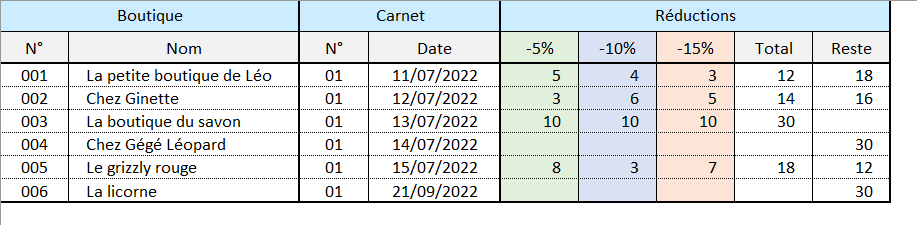 Boutique Carnet Réductions
N° Nom N° Date -5% -10% -15% Total Reste
001 La petite boutique de Léo 01 11/07/2022 5 4 3 12 18
002 Chez Ginette 01 12/07/2022 3 6 5 14 16
003 La boutique du savon 01 13/07/2022 10 10 10 30
004 Chez Gégé Léopard 01 14/07/2022 30
005 Le grizzly rouge 01 15/07/2022 8 3 7 18 12
006 La licorne 01 21/09/2022 30